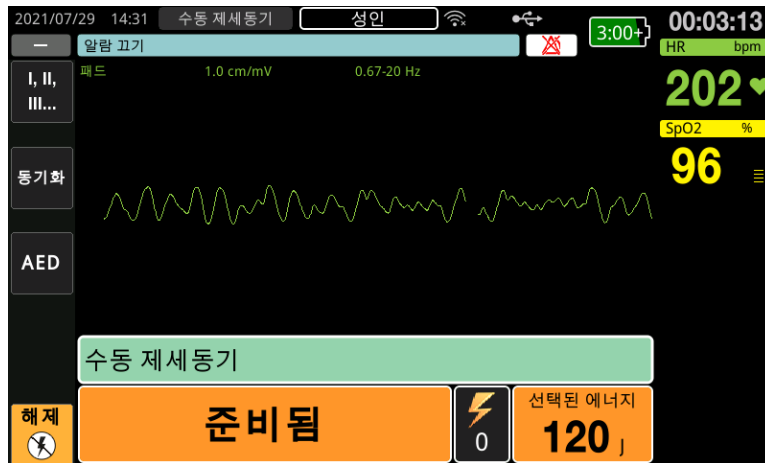 2021/07/29 14:31 수동 제세동기 성인 3:00+ 00:03:13
알람 끄기
HR bpm
I, II, III...
패드 1.0 cm/mV 0.67-20 Hz
202
SpO2 %
96
동기화
AED
수동 제세동기
해제
준비됨
0
선택된 에너지
120 J